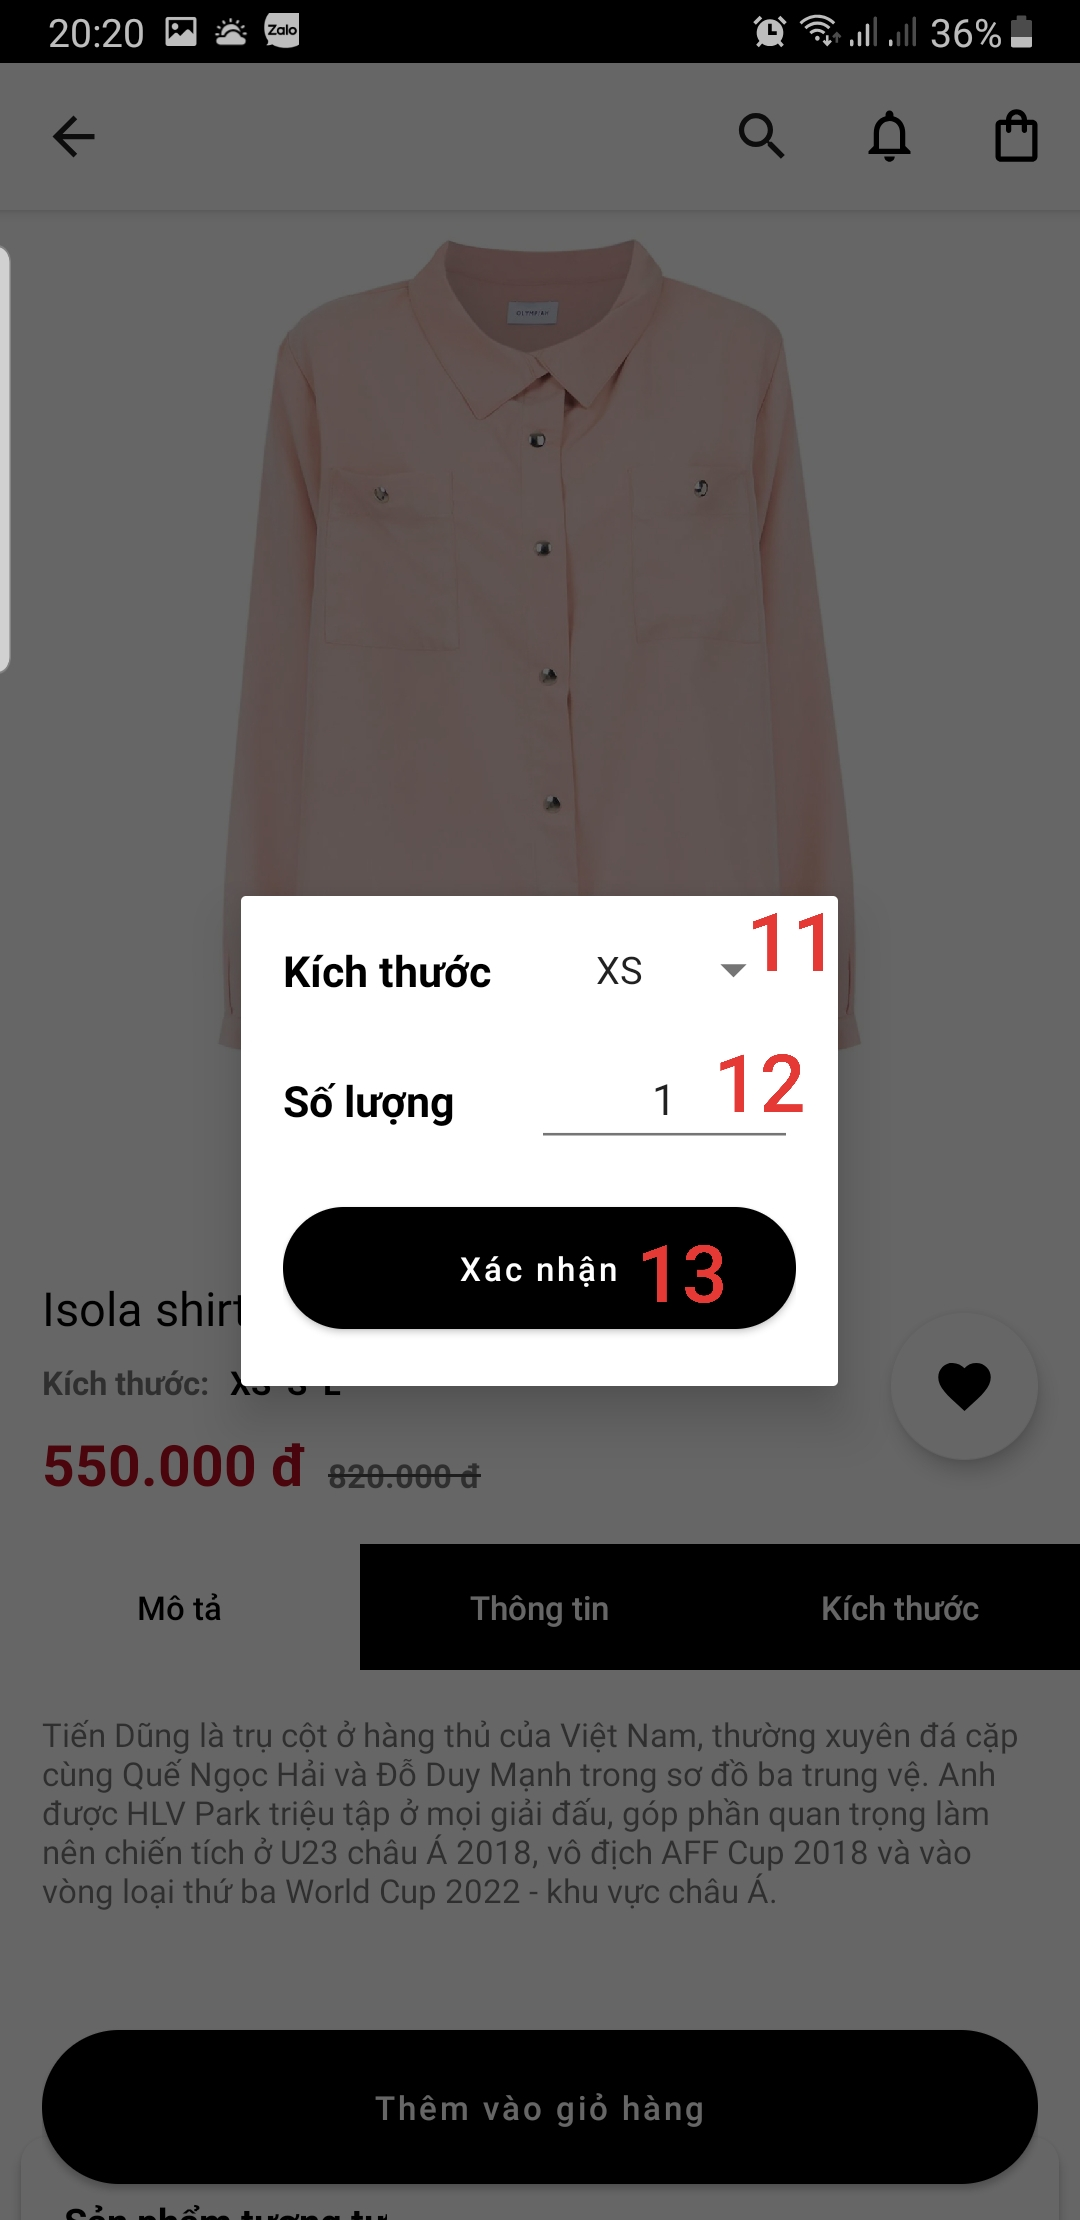 20:20 Zalo 36%
OLYMPIAH
Kích thước XS 11
Số lượng 1 12
Xác nhận 13
Isola shirt
Kích thước: XS S L
550.000 đ 820.000 đ
Mô tả Thông tin Kích thước
Tiến Dũng là trụ cột ở hàng thủ của Việt Nam, thường xuyên đá cặp
cùng Quế Ngọc Hải và Đỗ Duy Mạnh trong sơ đồ ba trung vệ. Anh
được HLV Park triệu tập ở mọi giải đấu, góp phần quan trọng làm
nên chiến tích ở U23 châu Á 2018, vô địch AFF Cup 2018 và vào
vòng loại thứ ba World Cup 2022 - khu vực châu Á.
Thêm vào giỏ hàng
Sản phẩm tương tự